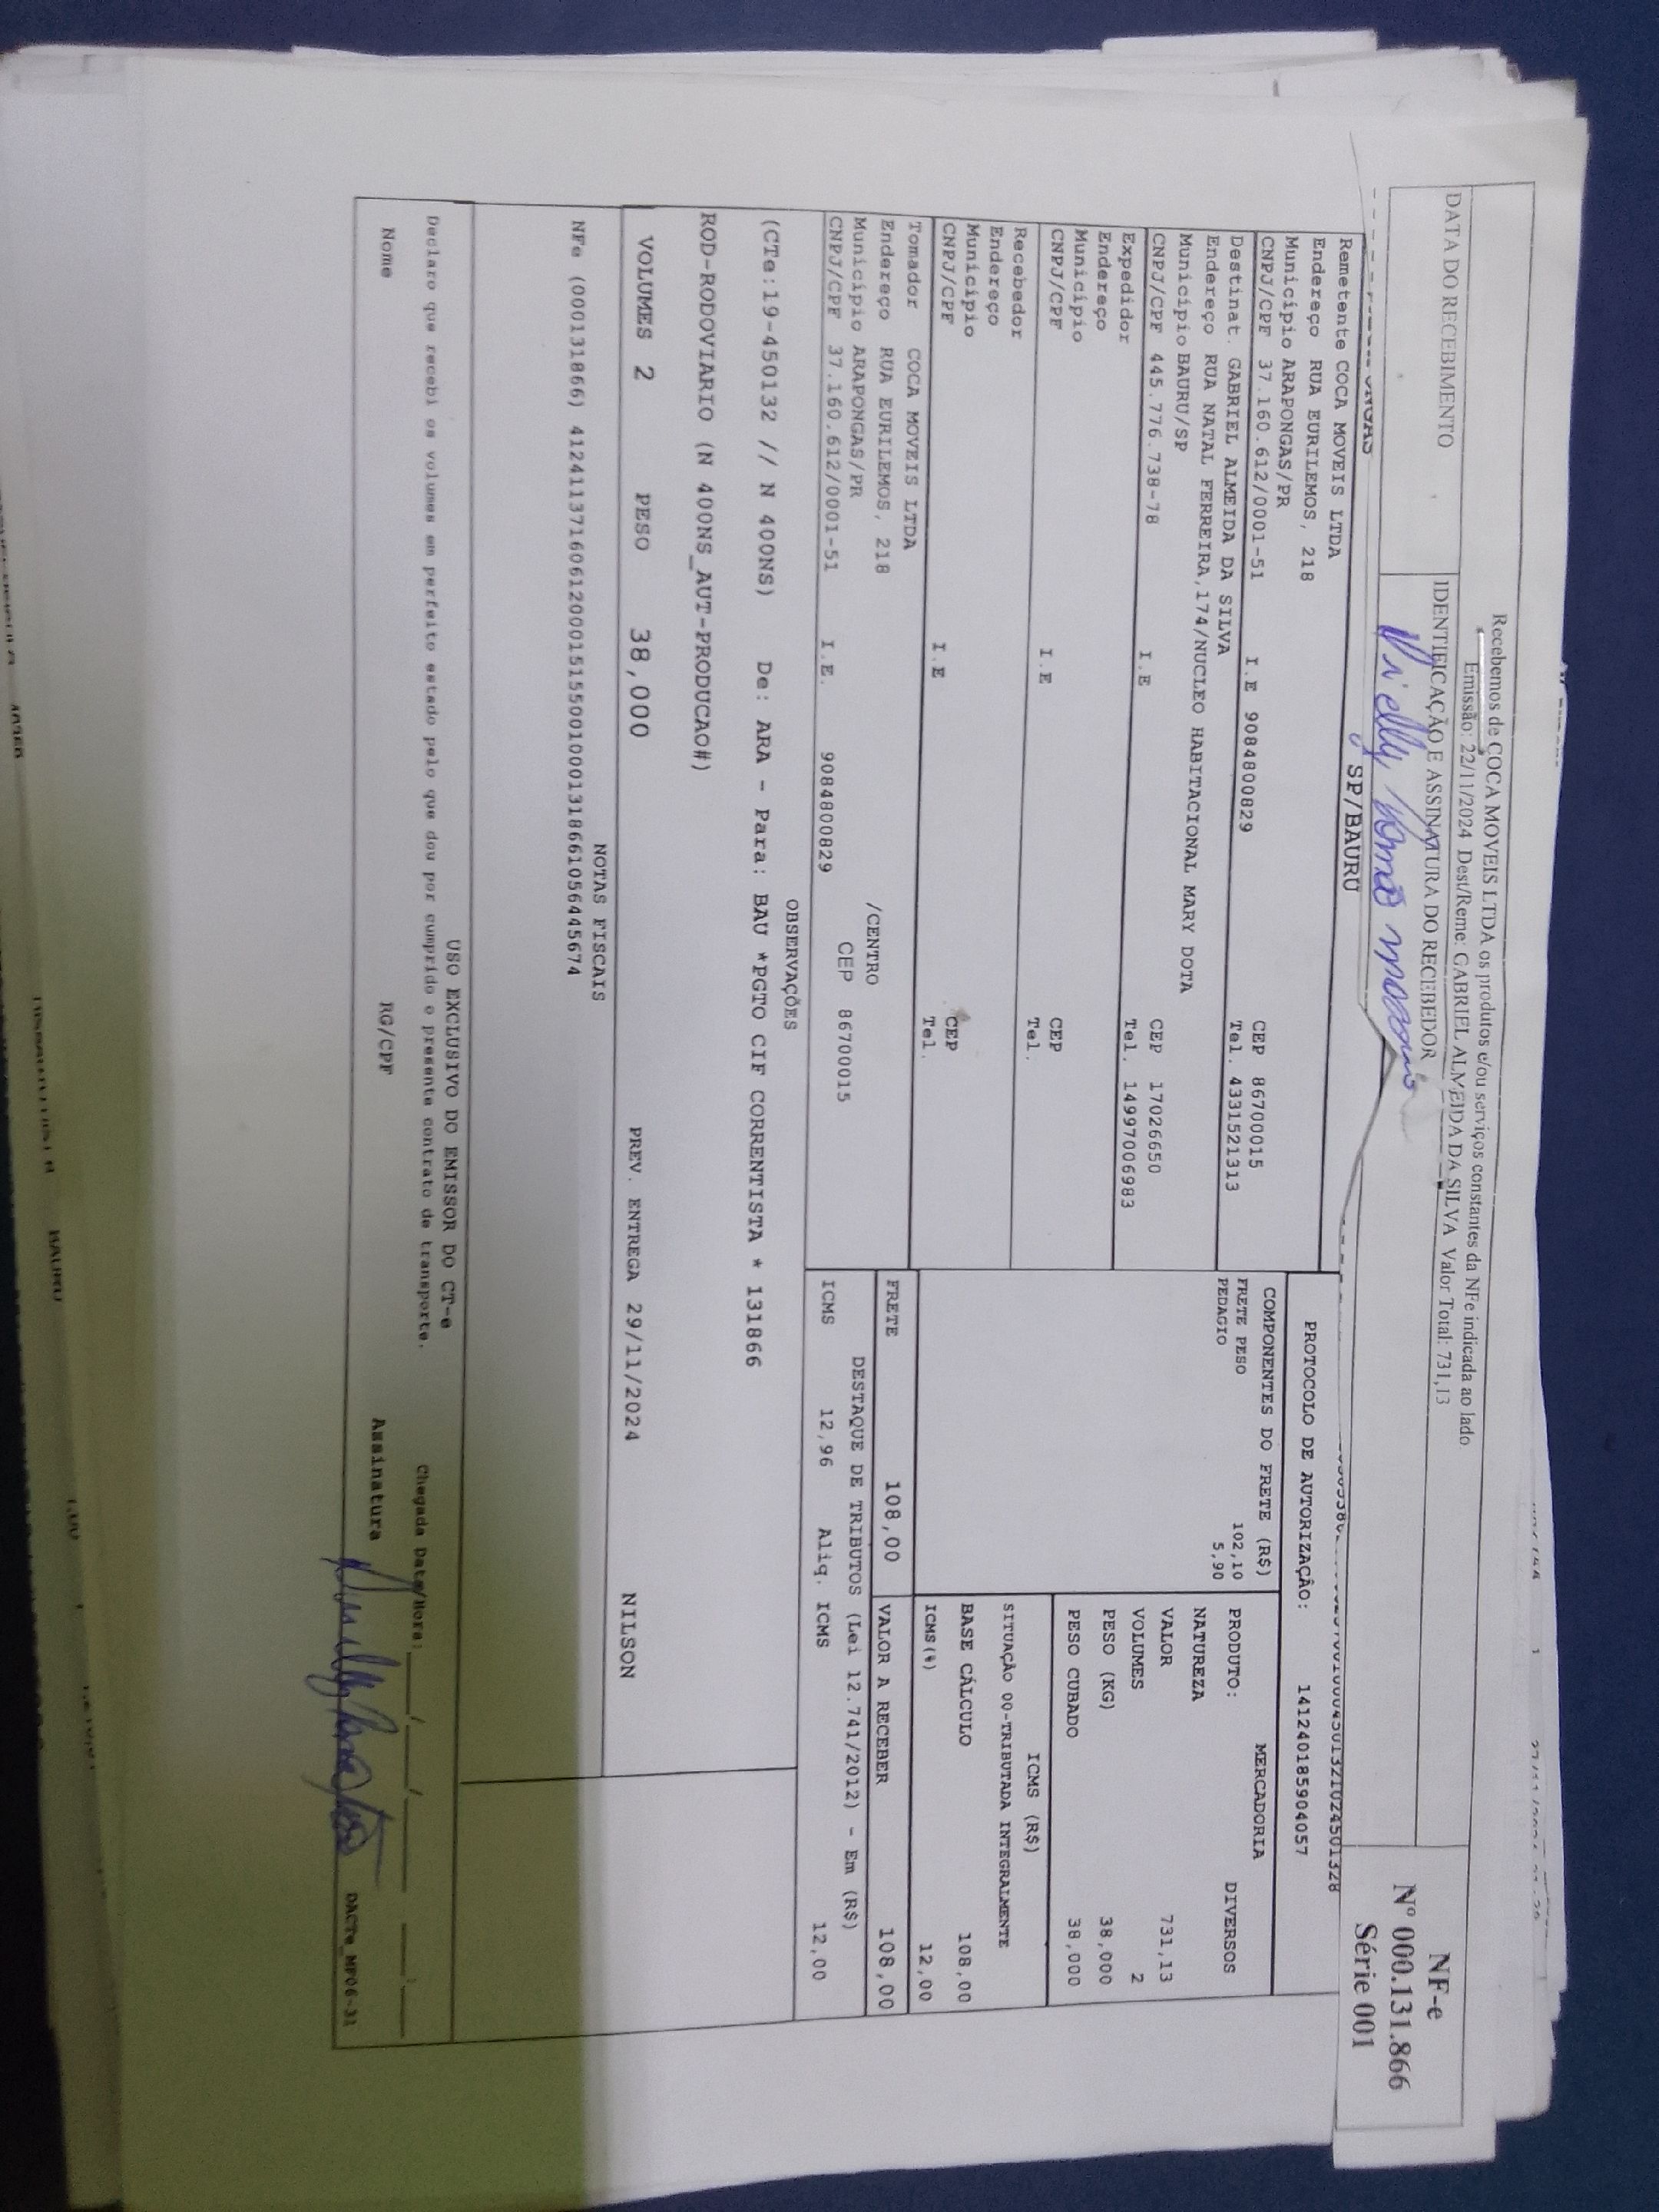 Recebemos de COCA MOVEIS LTDA os produtos e/ou serviços constantes da NFe indicada ao lado
Emissão: 22/11/2024 Dest/Reme: GABRIEL ALMEIDA DA SILVA Valor Total: 731,13
DATA DO RECEBIMENTO
IDENTIFICAÇÃO E ASSINATURA DO RECEBEDOR
NF-e
Nº 000.131.866
Série 001
SP/BAURU
PROTOCOLO DE AUTORIZAÇÃO: 141240185904057
Remetente COCA MOVEIS LTDA
Endereço RUA EURILEMOS, 218
Município ARAPONGAS/PR CEP 86700015
CNPJ/CPF 37.160.612/0001-51 I.E 9084800829 Tel. 4331521313
Destinat. GABRIEL ALMEIDA DA SILVA
Endereço RUA NATAL FERREIRA,174/NUCLEO HABITACIONAL MARY DOTA
Município BAURU/SP CEP 17026650
CNPJ/CPF 445.776.738-78 I.E Tel. 14997006983
Expedidor
Endereço
Município CEP
CNPJ/CPF I.E Tel.
Recebedor
Endereço
Município CEP
CNPJ/CPF I.E Tel.
Tomador COCA MOVEIS LTDA
Endereço RUA EURILEMOS, 218 /CENTRO
Município ARAPONGAS/PR CEP 86700015
CNPJ/CPF 37.160.612/0001-51 I.E. 9084800829
COMPONENTES DO FRETE (R$)
FRETE PESO 102,10
PEDAGIO 5,90
MERCADORIA
PRODUTO: DIVERSOS
NATUREZA
VALOR 731,13
VOLUMES 2
PESO (KG) 38,000
PESO CUBADO 38,000
ICMS (R$)
SITUAÇÃO 00-TRIBUTADA INTEGRALMENTE
BASE CÁLCULO 108,00
ICMS(%) 12,00
FRETE 108,00 VALOR A RECEBER 108,00
DESTAQUE DE TRIBUTOS (Lei 12.741/2012) - Em (R$)
ICMS 12,96 Aliq. ICMS 12,00
OBSERVAÇÕES
(CTe:19-450132 // N 400NS) De: ARA - Para: BAU *PGTO CIF CORRENTISTA * 131866
ROD-RODOVIARIO (N 400NS_AUT-PRODUCAO#)
VOLUMES 2 PESO 38,000 PREV. ENTREGA 29/11/2024 NILSON
NOTAS FISCAIS
NFe (000131866) 41241137160612000151550010001318661056445674
USO EXCLUSIVO DO EMISSOR DO CT-e
Declaro que recebi os volumes em perfeito estado pelo que dou por cumprido o presente contrato de transporte.
Chegada Data/Hora: ____/____/____ __:__
Nome RG/CPF Assinatura
DACTe_MP06-31